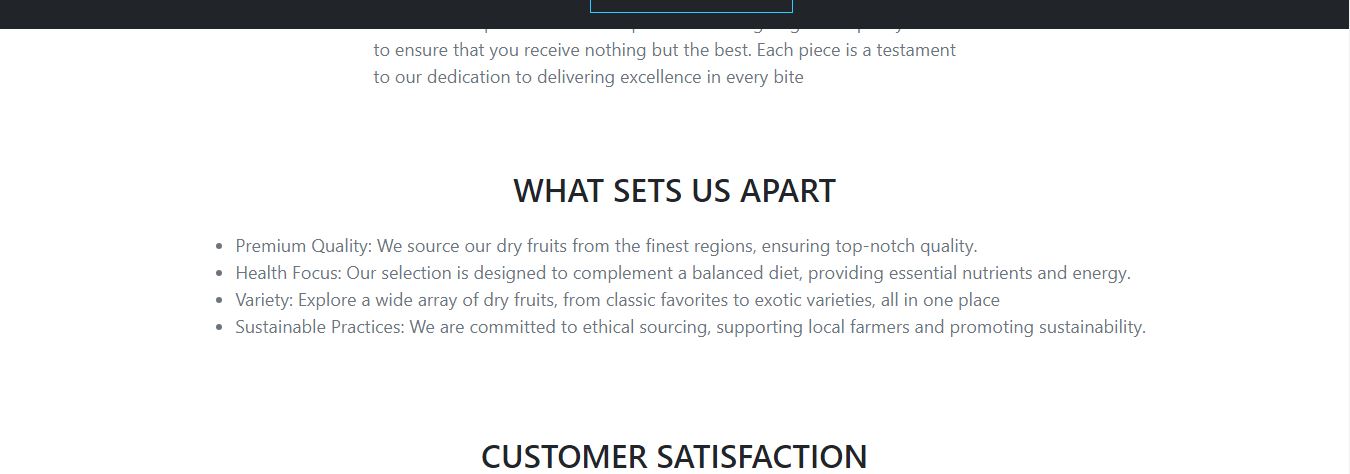 to ensure that you receive nothing but the best. Each piece is a testament
to our dedication to delivering excellence in every bite
WHAT SETS US APART
Premium Quality: We source our dry fruits from the finest regions, ensuring top-notch quality.
Health Focus: Our selection is designed to complement a balanced diet, providing essential nutrients and energy.
Variety: Explore a wide array of dry fruits, from classic favorites to exotic varieties, all in one place
Sustainable Practices: We are committed to ethical sourcing, supporting local farmers and promoting sustainability.
CUSTOMER SATISFACTION